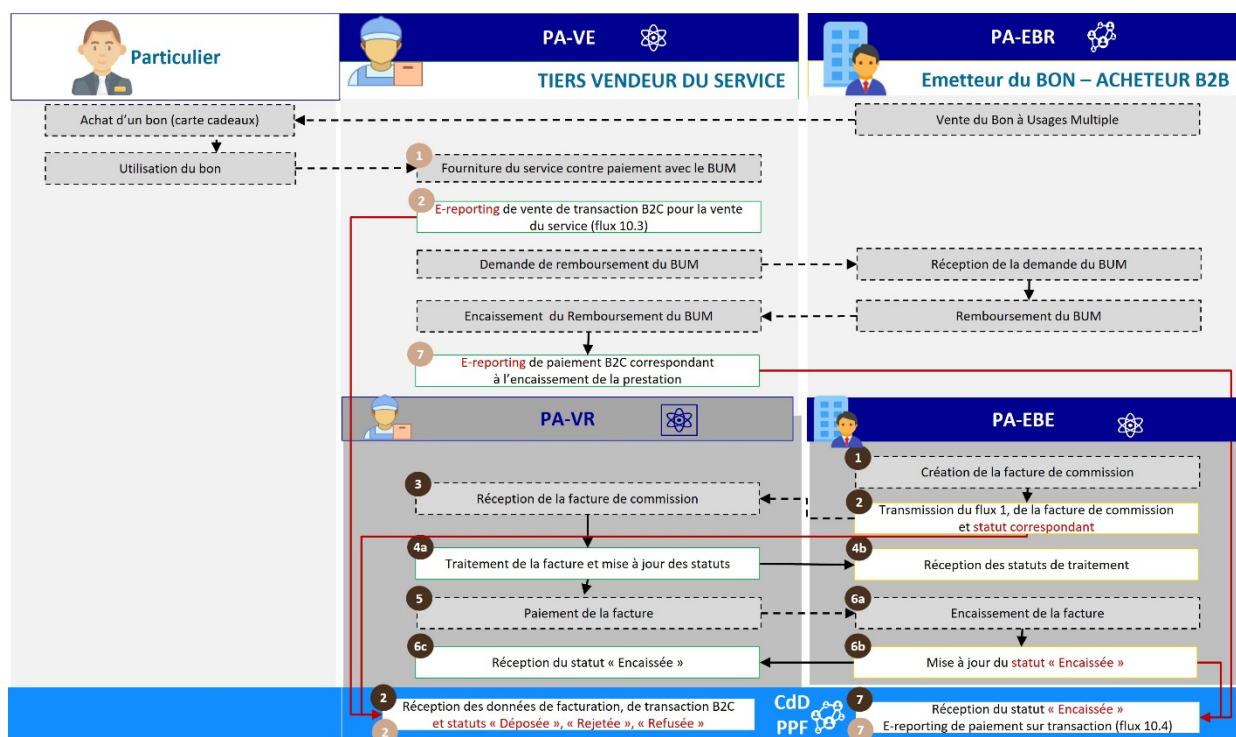 Particulier
PA-VE
TIERS VENDEUR DU SERVICE
PA-EBR
Emetteur du BON – ACHETEUR B2B
Achat d'un bon (carte cadeaux)
Vente du Bon à Usages Multiple
Utilisation du bon
1
Fourniture du service contre paiement avec le BUM
2
E-reporting de vente de transaction B2C pour la vente
du service (flux 10.3)
Demande de remboursement du BUM
Réception de la demande du BUM
Encaissement du Remboursement du BUM
Remboursement du BUM
7
E-reporting de paiement B2C correspondant
à l'encaissement de la prestation
PA-VR
PA-EBE
1
Création de la facture de commission
3
Réception de la facture de commission
2
Transmission du flux 1, de la facture de commission
et statut correspondant
4a
Traitement de la facture et mise à jour des statuts
4b
Réception des statuts de traitement
5
Paiement de la facture
6a
Encaissement de la facture
6c
Réception du statut « Encaissée »
6b
Mise à jour du statut « Encaissée »
2
Réception des données de facturation, de transaction B2C
et statuts « Déposée », « Rejetée », « Refusée »
2
CdD
PPF
7
Réception du statut « Encaissée »
E-reporting de paiement sur transaction (flux 10.4)
7